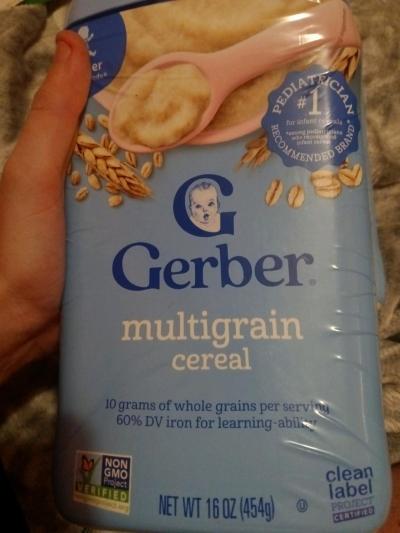 PEDIATRICIAN
#1
for infant cereals
RECOMMENDED BRAND
G
Gerber®
multigrain
cereal
10 grams of whole grains per serving
60% DV iron for learning-ability
NON
GMO
Project
VERIFIED
clean
label
PROJECT
CERTIFIED
NET WT 16 OZ (454g)
U